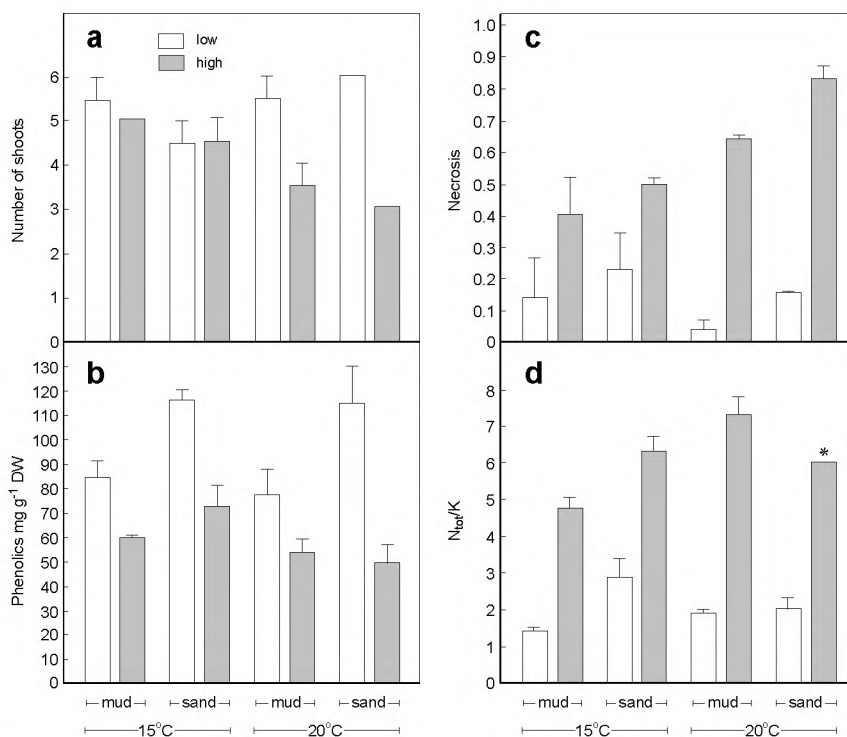 a
low
high
Number of shoots
6
5
4
3
2
1
0
b
Phenolics mg g-1 DW
130
120
110
100
90
80
70
60
50
40
30
20
10
0
mud
sand
mud
sand
15°C
20°C
c
Necrosis
1.0
0.9
0.8
0.7
0.6
0.5
0.4
0.3
0.2
0.1
0
d
Ntot/K
8
7
6
5
4
3
2
1
0
*
mud
sand
mud
sand
15°C
20°C